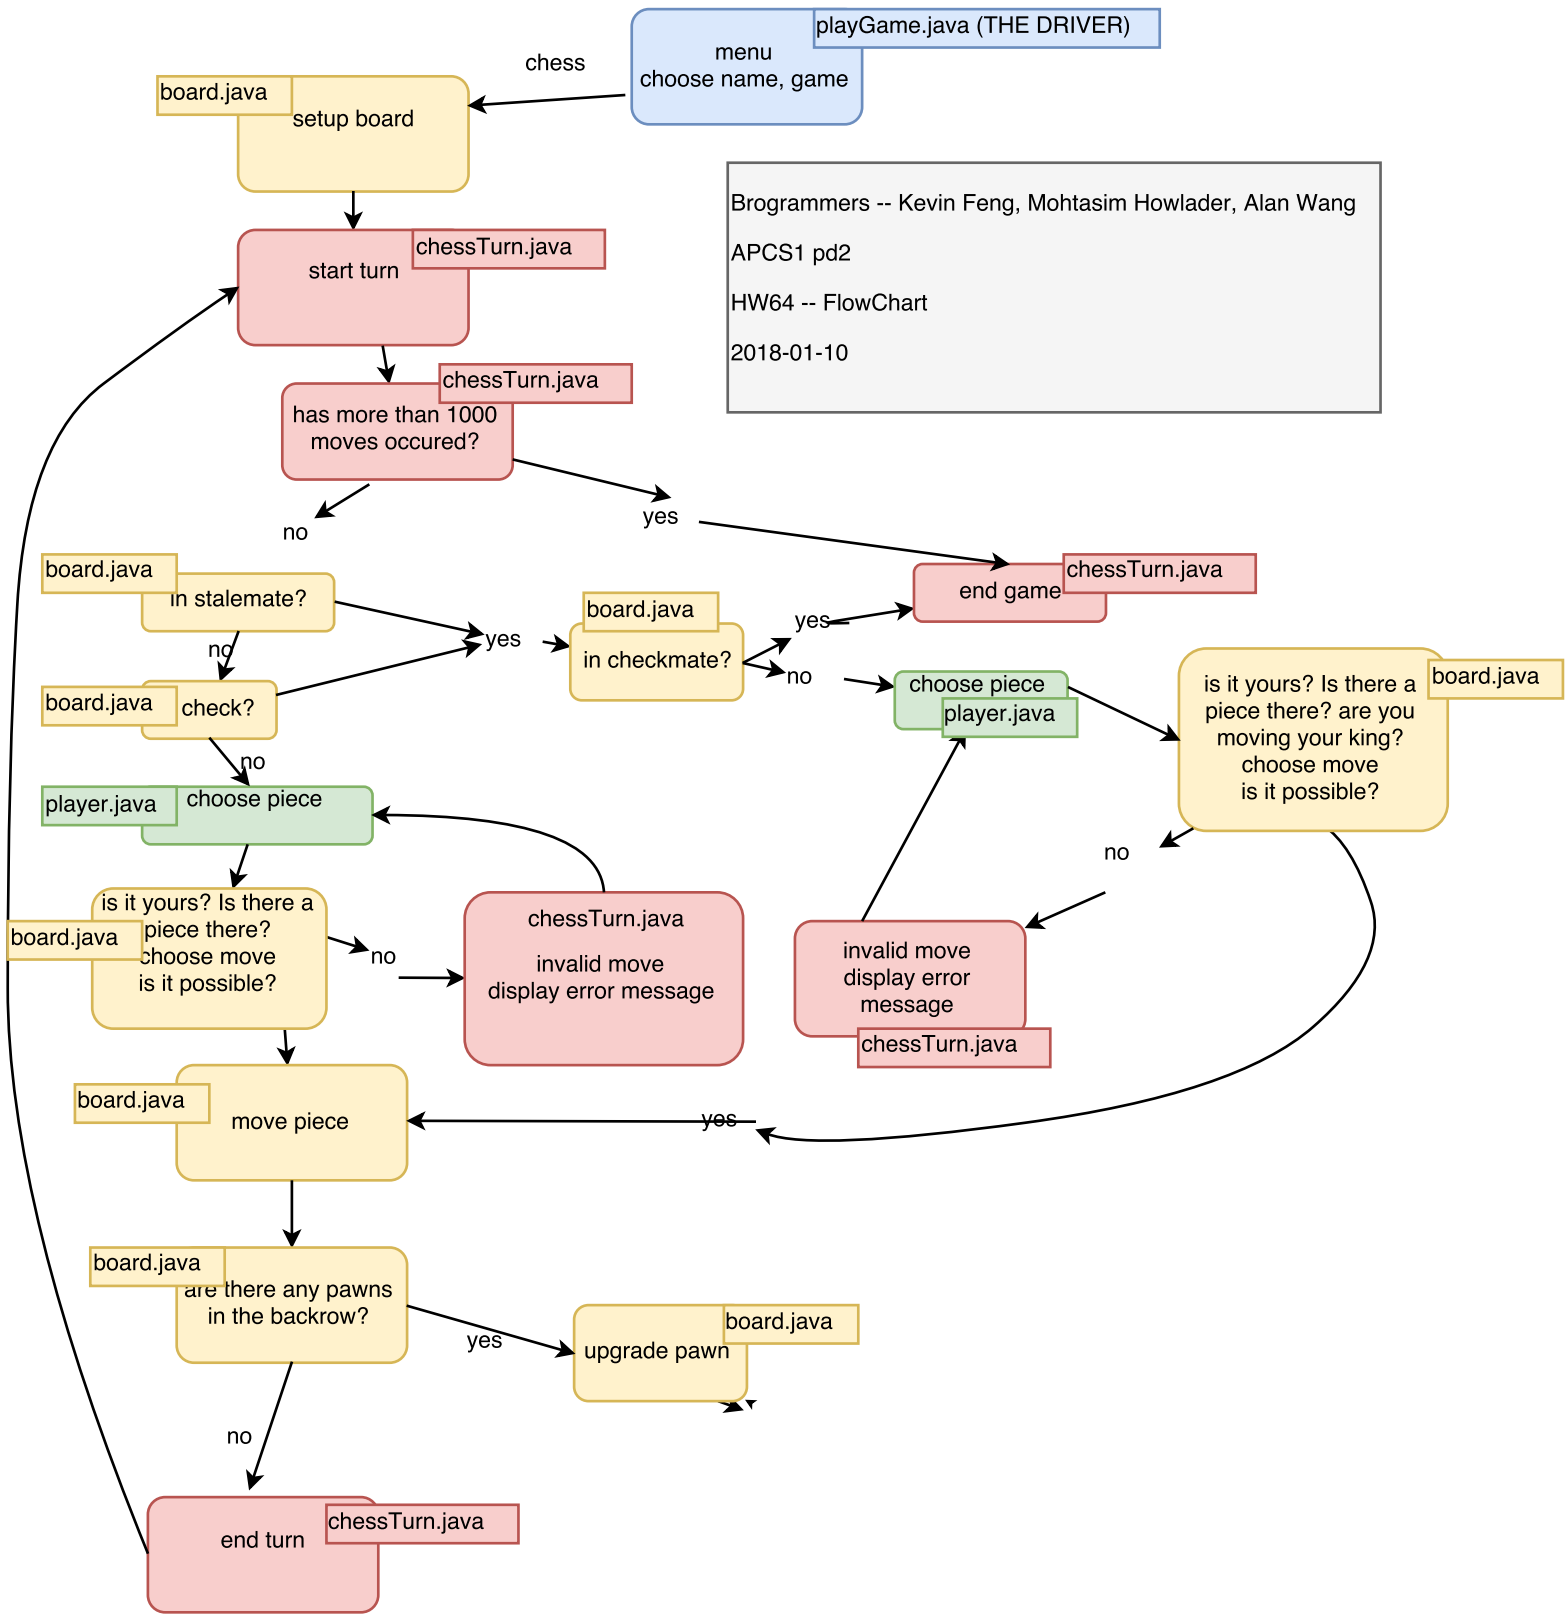 playGame.java (THE DRIVER)
menu
choose name, game
chess
board.java
setup board
Brogrammers -- Kevin Feng, Mohtasim Howlader, Alan Wang
APCS1 pd2
HW64 -- FlowChart
2018-01-10
chessTurn.java
start turn
chessTurn.java
has more than 1000
moves occured?
no
yes
board.java
in stalemate?
no
yes
board.java
in checkmate?
yes
no
chessTurn.java
end game
board.java
check?
no
choose piece
player.java
board.java
is it yours? Is there a
piece there? are you
moving your king?
choose move
is it possible?
player.java
choose piece
board.java
is it yours? Is there a
piece there?
choose move
is it possible?
no
chessTurn.java
invalid move
display error message
no
invalid move
display error
message
chessTurn.java
board.java
move piece
yes
board.java
are there any pawns
in the backrow?
yes
board.java
upgrade pawn
no
chessTurn.java
end turn